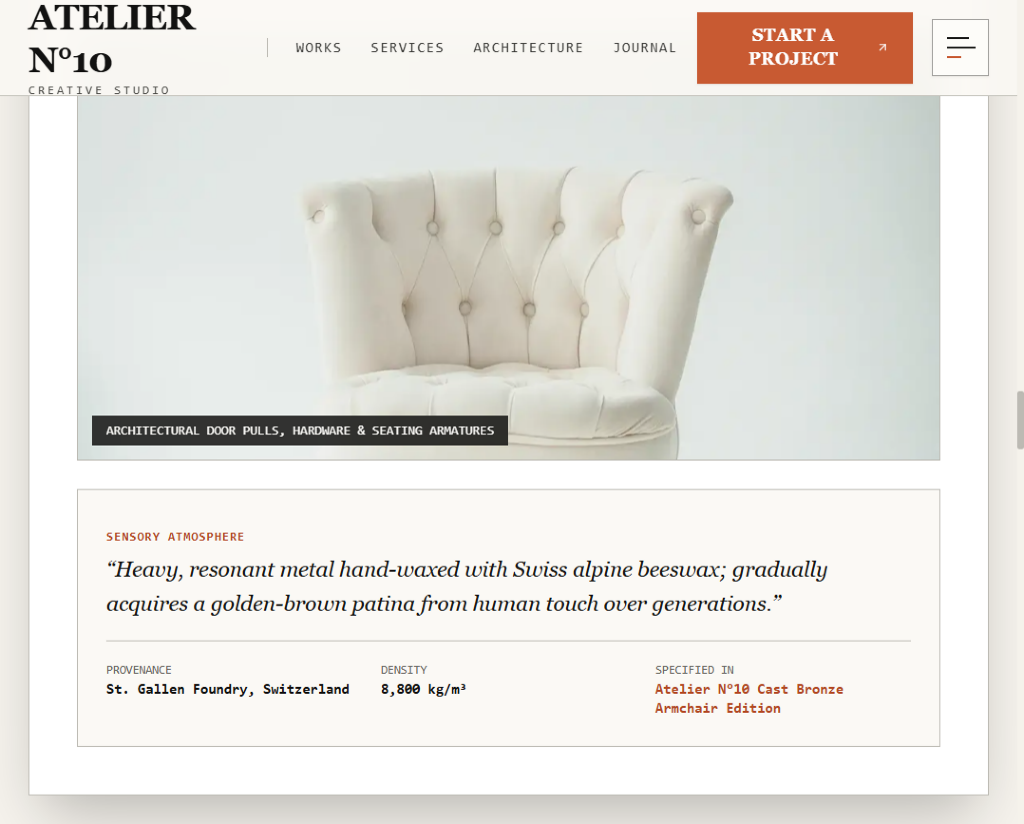 ATELIER
N°10
CREATIVE STUDIO
WORKS
SERVICES
ARCHITECTURE
JOURNAL
START A
PROJECT
ARCHITECTURAL DOOR PULLS, HARDWARE & SEATING ARMATURES
SENSORY ATMOSPHERE
“Heavy, resonant metal hand-waxed with Swiss alpine beeswax; gradually
acquires a golden-brown patina from human touch over generations.”
PROVENANCE
St. Gallen Foundry, Switzerland
DENSITY
8,800 kg/m³
SPECIFIED IN
Atelier N°10 Cast Bronze
Armchair Edition